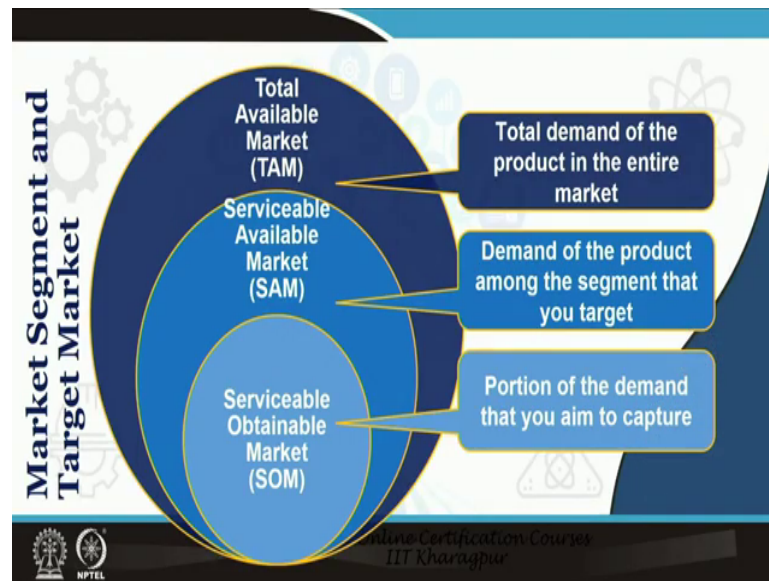 Market Segment and
Target Market
Total
Available
Market
(TAM)
Total demand of the
product in the entire
market
Serviceable
Available
Market
(SAM)
Demand of the product
among the segment that
you target
Serviceable
Obtainable
Market
(SOM)
Portion of the demand
that you aim to capture
NPTEL
Online Certification Courses
IIT Kharagpur